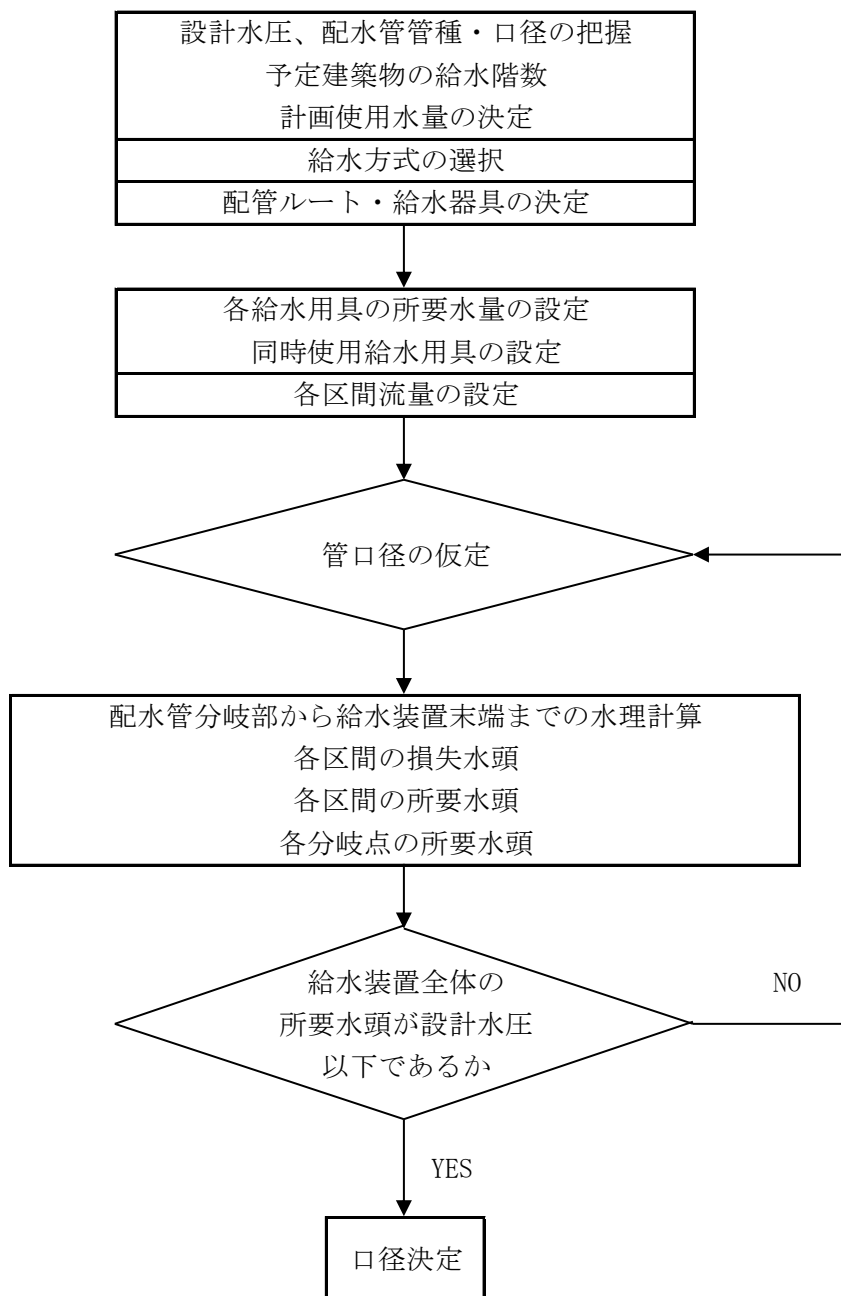 設計水圧、配水管管種・口径の把握
予定建築物の給水階数
計画使用水量の決定
給水方式の選択
配管ルート・給水器具の決定
各給水用具の所要水量の設定
同時使用給水用具の設定
各区間流量の設定
管口径の仮定
配水管分岐部から給水装置末端までの水理計算
各区間の損失水頭
各区間の所要水頭
各分岐点の所要水頭
給水装置全体の
所要水頭が設計水圧
以下であるか
NO
YES
口径決定